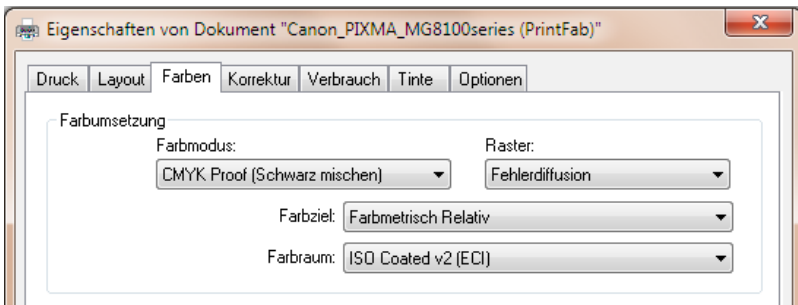 Eigenschaften von Dokument "Canon_PIXMA_MG8100series (PrintFab)"
Druck Layout Farben Korrektur Verbrauch Tinte Optionen
Farbumsetzung
Farbmodus: Raster:
CMYK Proof (Schwarz mischen) Fehlerdiffusion
Farbziel: Farbmetrisch Relativ
Farbraum: ISO Coated v2 (ECI)